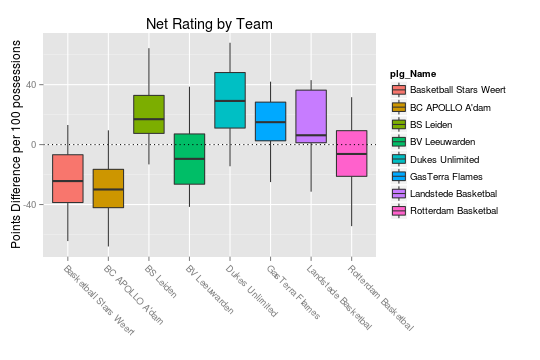 Net Rating by Team
Points Difference per 100 possessions
40
0
-40
Basketball Stars Weert
BC APOLLO A'dam
BS Leiden
BV Leeuwarden
Dukes Unlimited
GasTerra Flames
Landstede Basketbal
Rotterdam Basketbal
plg_Name
Basketball Stars Weert
BC APOLLO A'dam
BS Leiden
BV Leeuwarden
Dukes Unlimited
GasTerra Flames
Landstede Basketbal
Rotterdam Basketbal